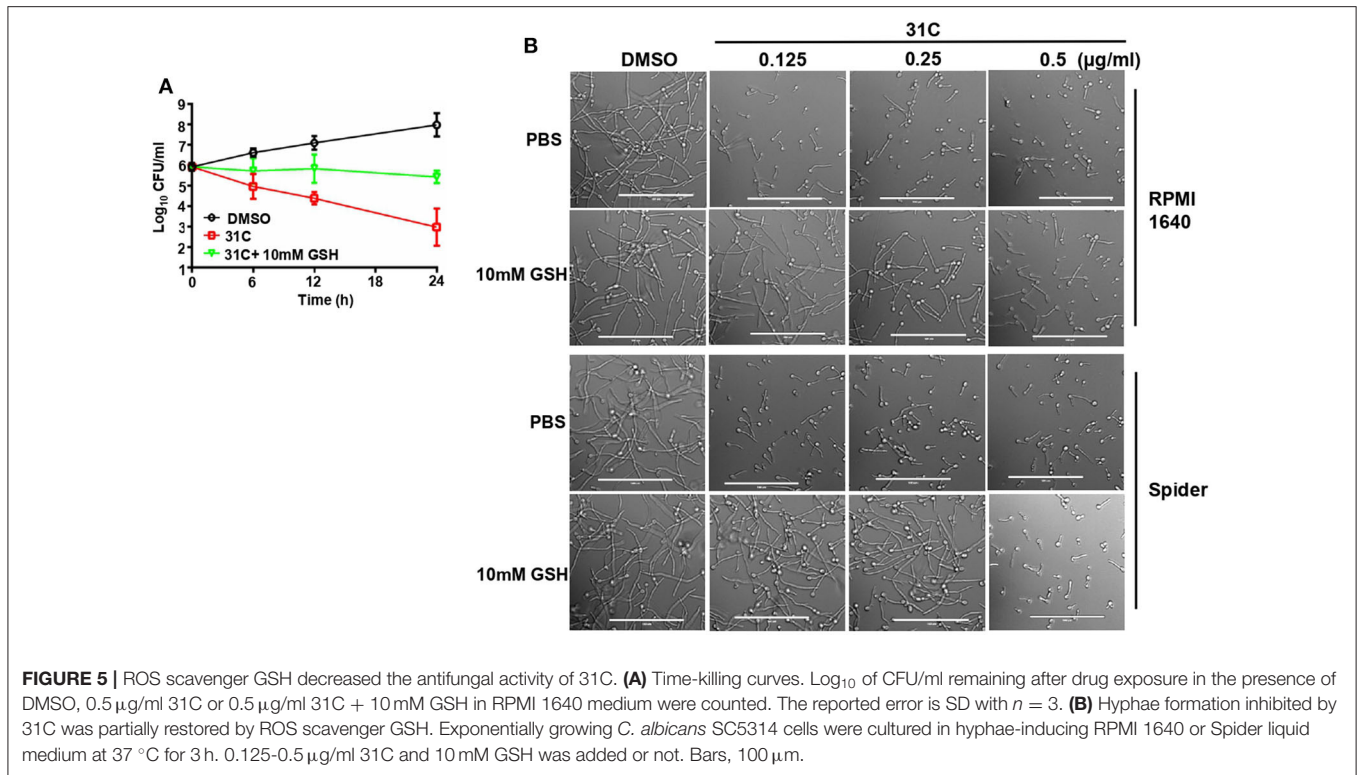 A
9
8
7
6
5
4
3
2
1
Log10 CFU/ml
DMSO
31C
31C+ 10mM GSH
0 6 12 18 24
Time (h)
B
31C
DMSO 0.125 0.25 0.5 (µg/ml)
PBS
10mM GSH
RPMI
1640
PBS
10mM GSH
Spider
FIGURE 5 | ROS scavenger GSH decreased the antifungal activity of 31C. (A) Time-killing curves. Log10 of CFU/ml remaining after drug exposure in the presence of
DMSO, 0.5 µg/ml 31C or 0.5 µg/ml 31C + 10 mM GSH in RPMI 1640 medium were counted. The reported error is SD with n = 3. (B) Hyphae formation inhibited by
31C was partially restored by ROS scavenger GSH. Exponentially growing C. albicans SC5314 cells were cultured in hyphae-inducing RPMI 1640 or Spider liquid
medium at 37 °C for 3 h. 0.125-0.5 µg/ml 31C and 10 mM GSH was added or not. Bars, 100 µm.